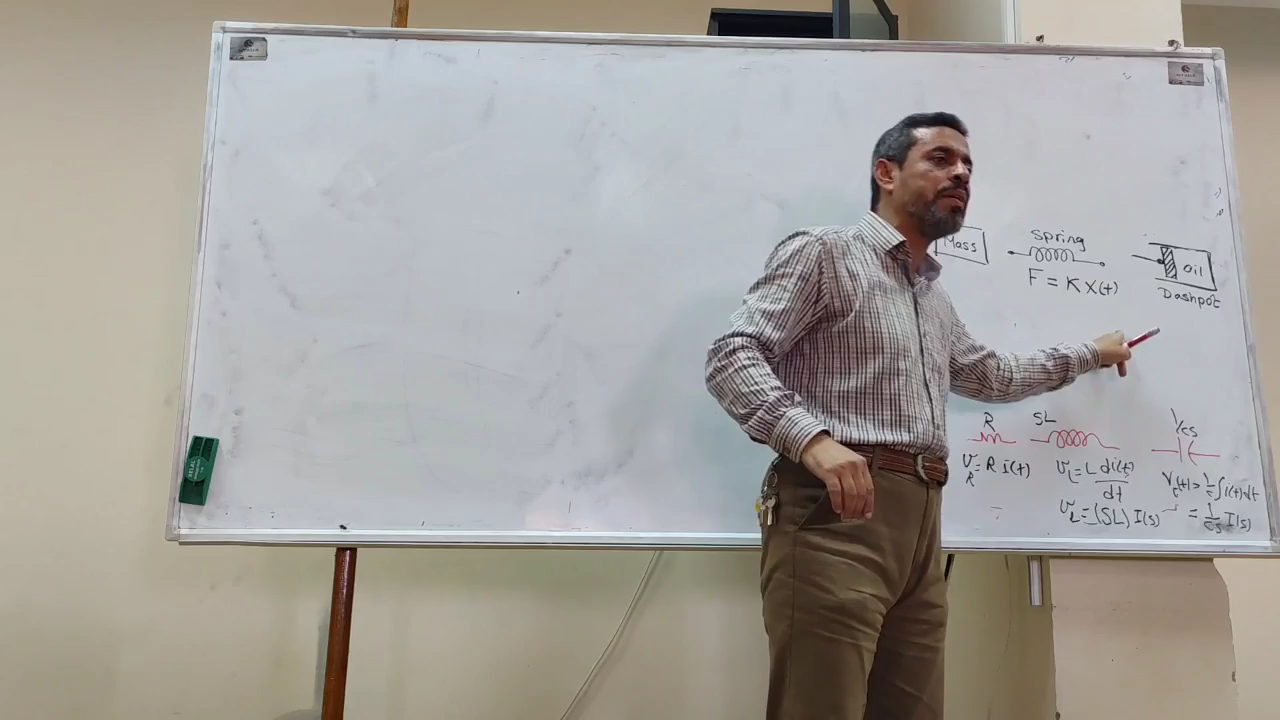 Mass
Spring
F = K X(t)
Oil
Dashpot
R
SL
1/CS
V_R = R I(t)
V_L = L di(t)/dt
V_L = (SL) I(s)
V_c(t) = 1/c ∫ i(t) dt
= 1/cs I(s)